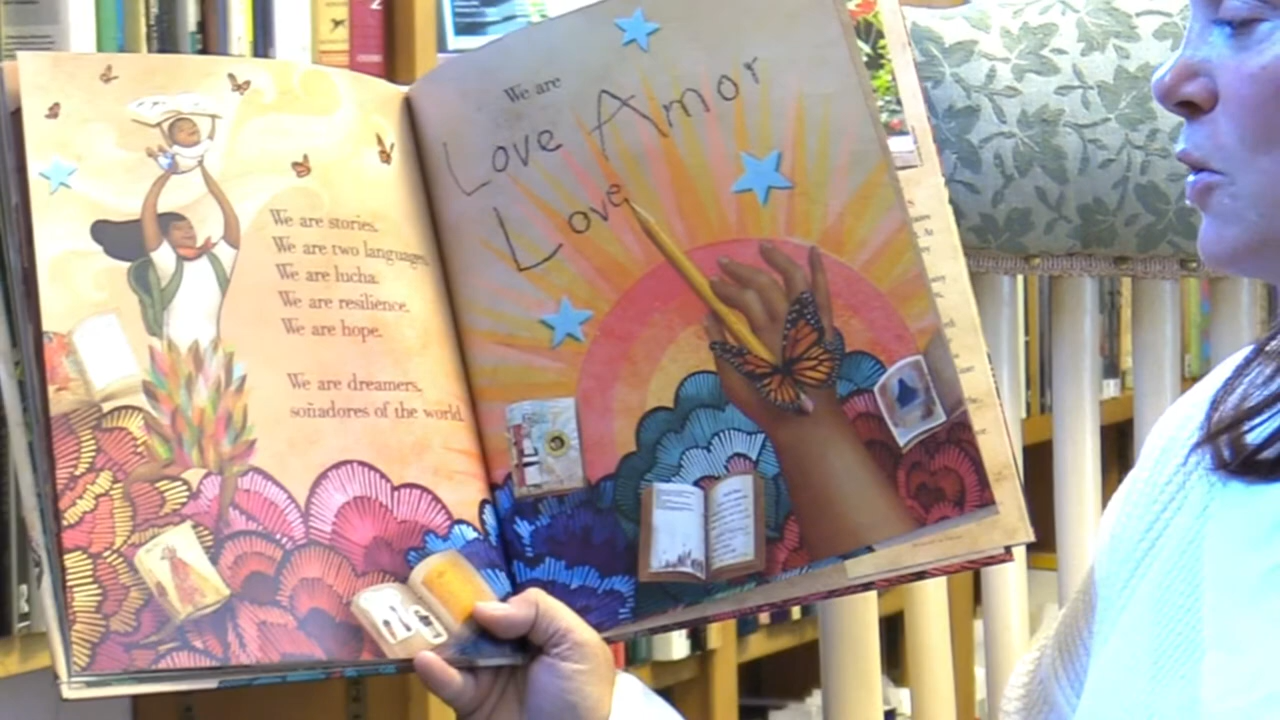 We are stories.
We are two languages.
We are lucha.
We are resilience.
We are hope.
We are dreamers,
soñadores of the world.
We are
Love Amor
Love